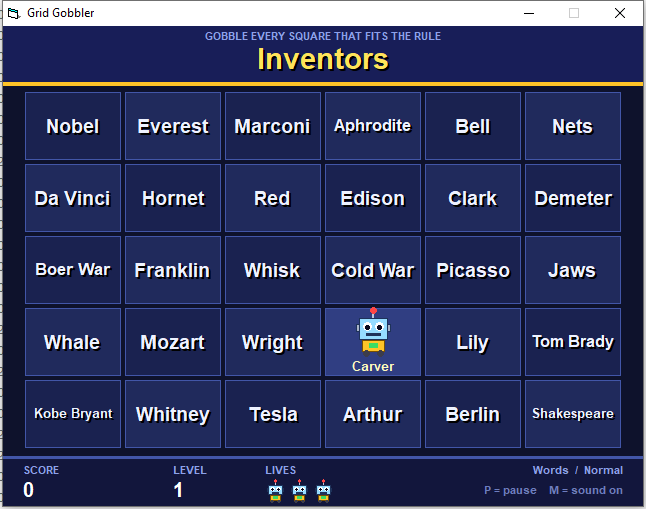 Grid Gobbler
GOBBLE EVERY SQUARE THAT FITS THE RULE
Inventors
Nobel Everest Marconi Aphrodite Bell Nets
Da Vinci Hornet Red Edison Clark Demeter
Boer War Franklin Whisk Cold War Picasso Jaws
Whale Mozart Wright Carver Lily Tom Brady
Kobe Bryant Whitney Tesla Arthur Berlin Shakespeare
SCORE LEVEL LIVES Words / Normal
0 1 P = pause M = sound on